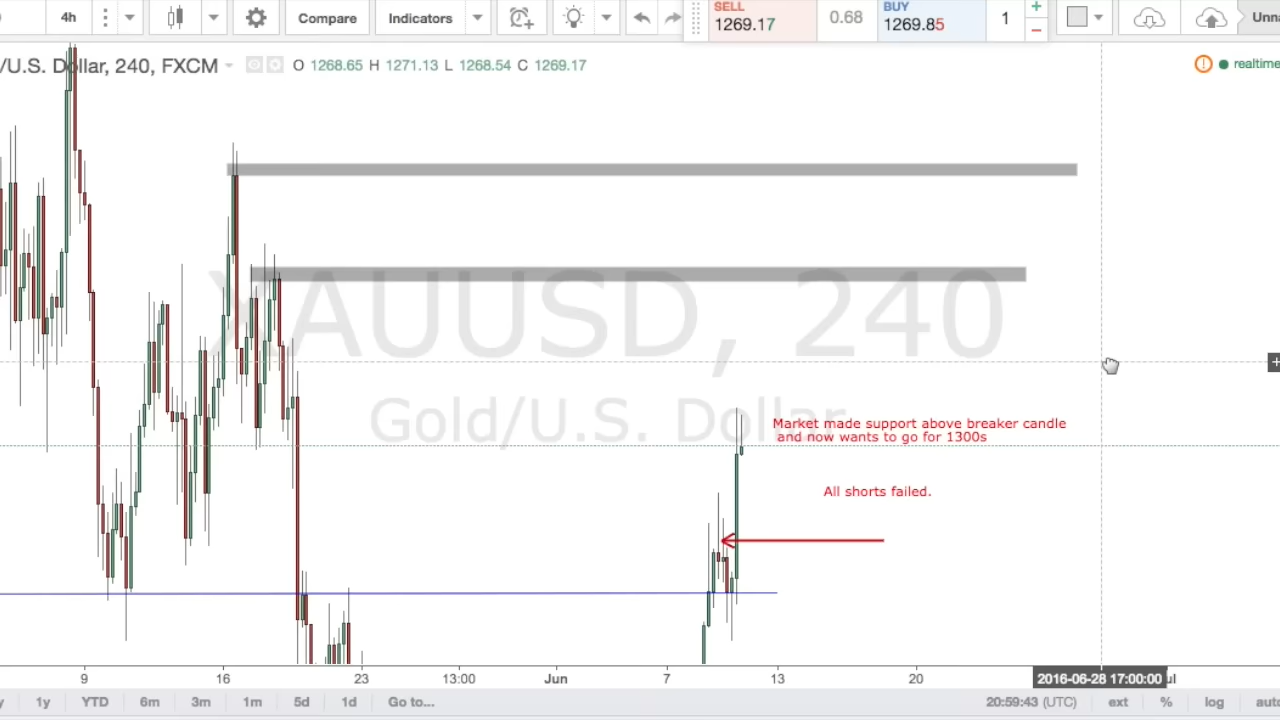 4h
Compare
Indicators
SELL
1269.17
0.68
BUY
1269.85
1
Unna
/U.S. Dollar, 240, FXCM
O 1268.65 H 1271.13 L 1268.54 C 1269.17
realtime
XAUUSD, 240
Gold/U.S. Dollar
Market made support above breaker candle
and now wants to go for 1300s
All shorts failed.
9
16
23
13:00
Jun
7
13
20
2016-06-28 17:00:00
ul
y
1y
YTD
6m
3m
1m
5d
1d
Go to...
20:59:43 (UTC)
ext
%
log
auto